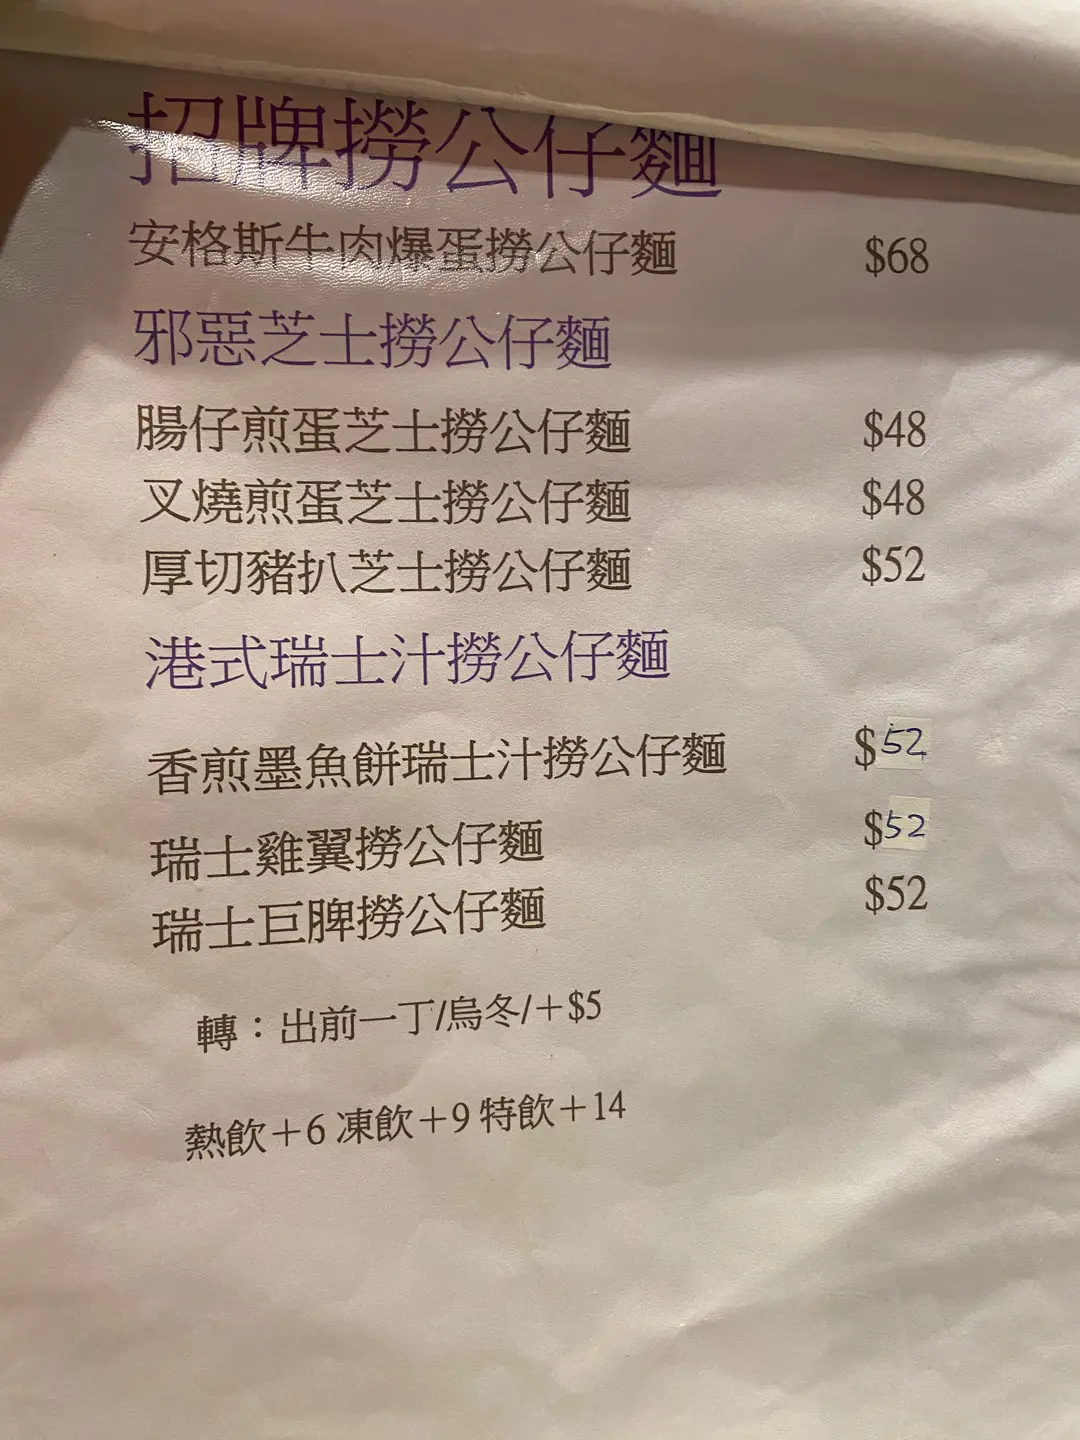 招牌撈公仔麵
安格斯牛肉爆蛋撈公仔麵 $68
邪惡芝士撈公仔麵
腸仔煎蛋芝士撈公仔麵 $48
叉燒煎蛋芝士撈公仔麵 $48
厚切豬扒芝士撈公仔麵 $52
港式瑞士汁撈公仔麵
香煎墨魚餅瑞士汁撈公仔麵 $52
瑞士雞翼撈公仔麵 $52
瑞士巨脾撈公仔麵 $52
轉：出前一丁/烏冬/＋$5
熱飲＋6 凍飲＋9 特飲＋14